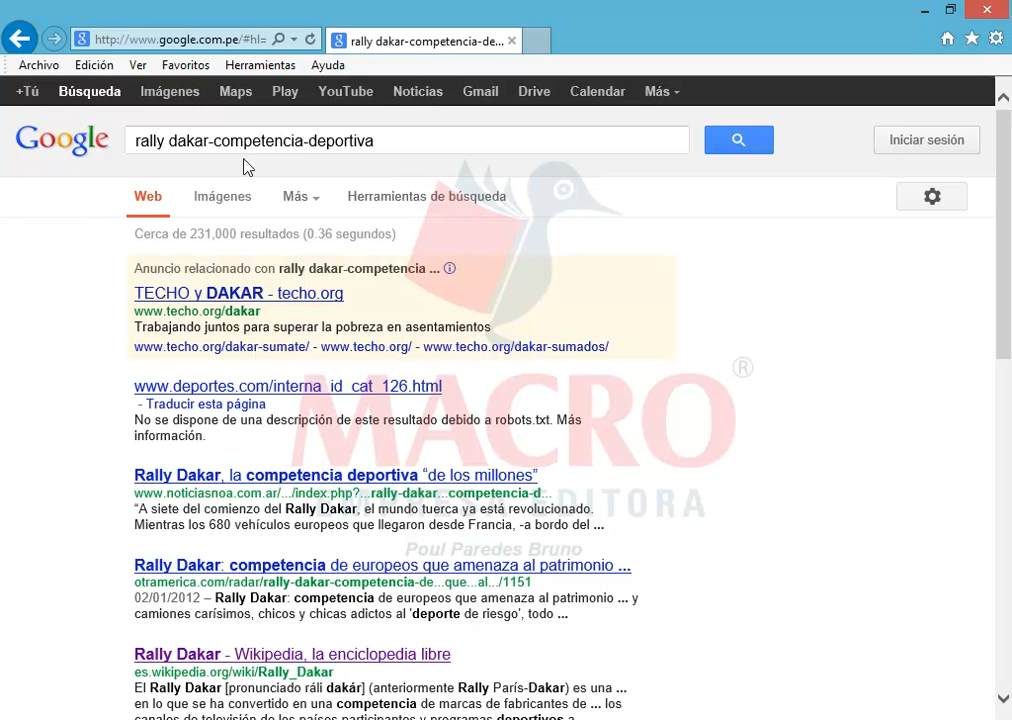 http://www.google.com.pe/#hl=
rally dakar-competencia-de...
Archivo Edición Ver Favoritos Herramientas Ayuda
+Tú Búsqueda Imágenes Maps Play YouTube Noticias Gmail Drive Calendar Más
Google rally dakar-competencia-deportiva Iniciar sesión
Web Imágenes Más Herramientas de búsqueda
Cerca de 231,000 resultados (0.36 segundos)
Anuncio relacionado con rally dakar-competencia ...
TECHO y DAKAR - techo.org
www.techo.org/dakar
Trabajando juntos para superar la pobreza en asentamientos
www.techo.org/dakar-sumate/ - www.techo.org/ - www.techo.org/dakar-sumados/
www.deportes.com/interna_id_cat_126.html
- Traducir esta página
No se dispone de una descripción de este resultado debido a robots.txt. Más
información.
MACRO ®
Rally Dakar, la competencia deportiva “de los millones”
www.noticiasnoa.com.ar/.../index.php?...rally-dakar...competencia-d...
EMPRESA EDITORA
“A siete del comienzo del Rally Dakar, el mundo tuerca ya está revolucionado.
Mientras los 680 vehículos europeos que llegaron desde Francia, -a bordo del ...
Poul Paredes Bruno
Rally Dakar: competencia de europeos que amenaza al patrimonio ...
otramerica.com/radar/rally-dakar-competencia-de...que...al.../1151
02/01/2012 – Rally Dakar: competencia de europeos que amenaza al patrimonio ... y
camiones carísimos, chicos y chicas adictos al 'deporte de riesgo', todo ...
Rally Dakar - Wikipedia, la enciclopedia libre
es.wikipedia.org/wiki/Rally_Dakar
El Rally Dakar [pronunciado ráli dakár] (anteriormente Rally París-Dakar) es una ...
en lo que se ha convertido en una competencia de marcas de fabricantes de ... los
canales de televisión de los países participantes y programas deportivos a